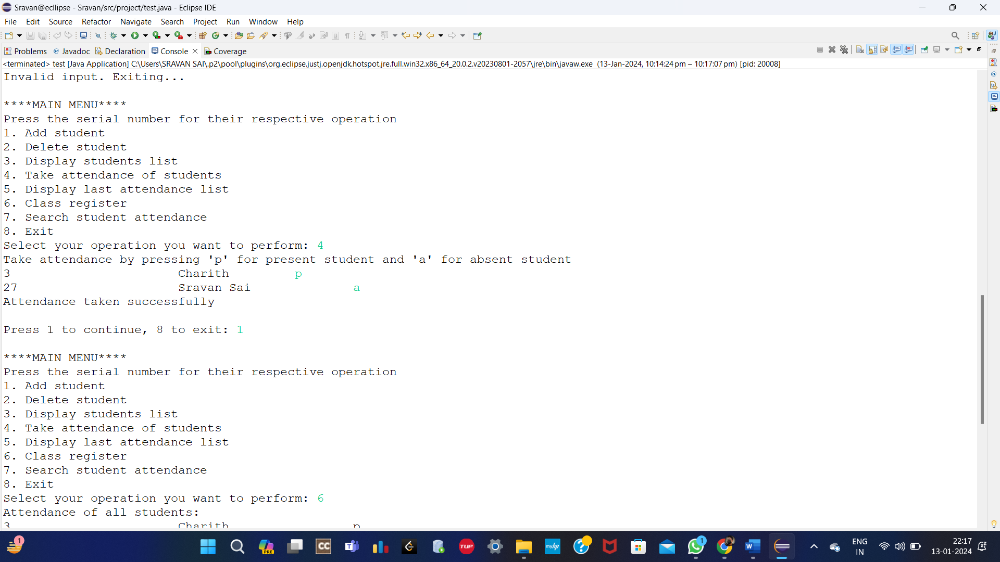 Sravan@ecllipse - Sravan/src/project/test.java - Eclipse IDE
File Edit Source Refactor Navigate Search Project Run Window Help
Problems @ Javadoc Declaration Console Coverage
<terminated> test [Java Application] C:\Users\SRAVAN SAI\.p2\pool\plugins\org.eclipse.justj.openjdk.hotspot.jre.full.win32.x86_64_20.0.2.v20230801-2057\jre\bin\javaw.exe (13-Jan-2024, 10:14:24 pm – 10:17:07 pm) [pid: 20008]
Invalid input. Exiting...
****MAIN MENU****
Press the serial number for their respective operation
1. Add student
2. Delete student
3. Display students list
4. Take attendance of students
5. Display last attendance list
6. Class register
7. Search student attendance
8. Exit
Select your operation you want to perform: 4
Take attendance by pressing 'p' for present student and 'a' for absent student
3 Charith p
27 Sravan Sai a
Attendance taken successfully
Press 1 to continue, 8 to exit: 1
****MAIN MENU****
Press the serial number for their respective operation
1. Add student
2. Delete student
3. Display students list
4. Take attendance of students
5. Display last attendance list
6. Class register
7. Search student attendance
8. Exit
Select your operation you want to perform: 6
Attendance of all students:
3 Charith p
1 PRE CC T TUF myhp ? 1 W ENG 22:17
IN 13-01-2024